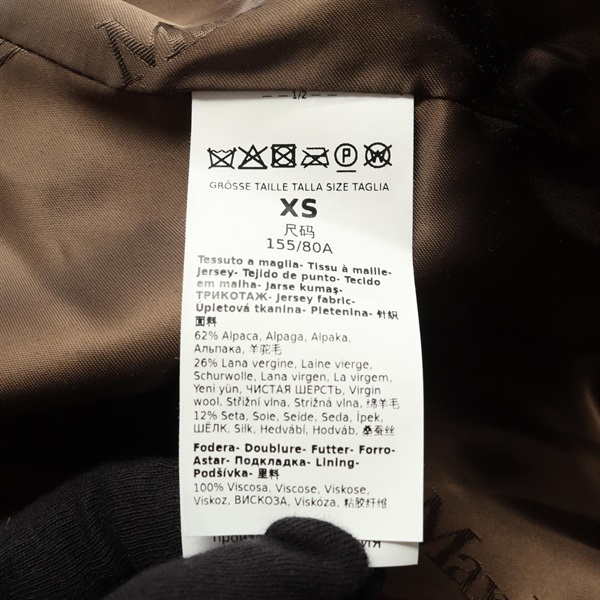 1/2
P W
GRÖSSE TAILLE TALLA SIZE TAGLIA
XS
尺码
155/80A
Tessuto a maglia- Tissu à maille-
Jersey- Tejido de punto- Tecido
em malha- Jarse kumaş-
ТРИКОТАЖ- Jersey fabric-
Úpletová tkanina- Pletenina- 针织
面料
62% Alpaca, Alpaga, Alpaka,
Альпака, 羊驼毛
26% Lana vergine, Laine vierge,
Schurwolle, Lana virgen, La virgem,
Yeni yün, ЧИСТАЯ ШЕРСТЬ, Virgin
wool, Střižní vlna, Strižná vlna, 绵羊毛
12% Seta, Soie, Seide, Seda, İpek,
ШЁЛК, Silk, Hedvábí, Hodváb, 桑蚕丝
Fodera- Doublure- Futter- Forro-
Astar- Подкладка- Lining-
Podšívka- 里料
100% Viscosa, Viscose, Viskose,
Viskoz, ВИСКОЗА, Viskóza, 粘胶纤维